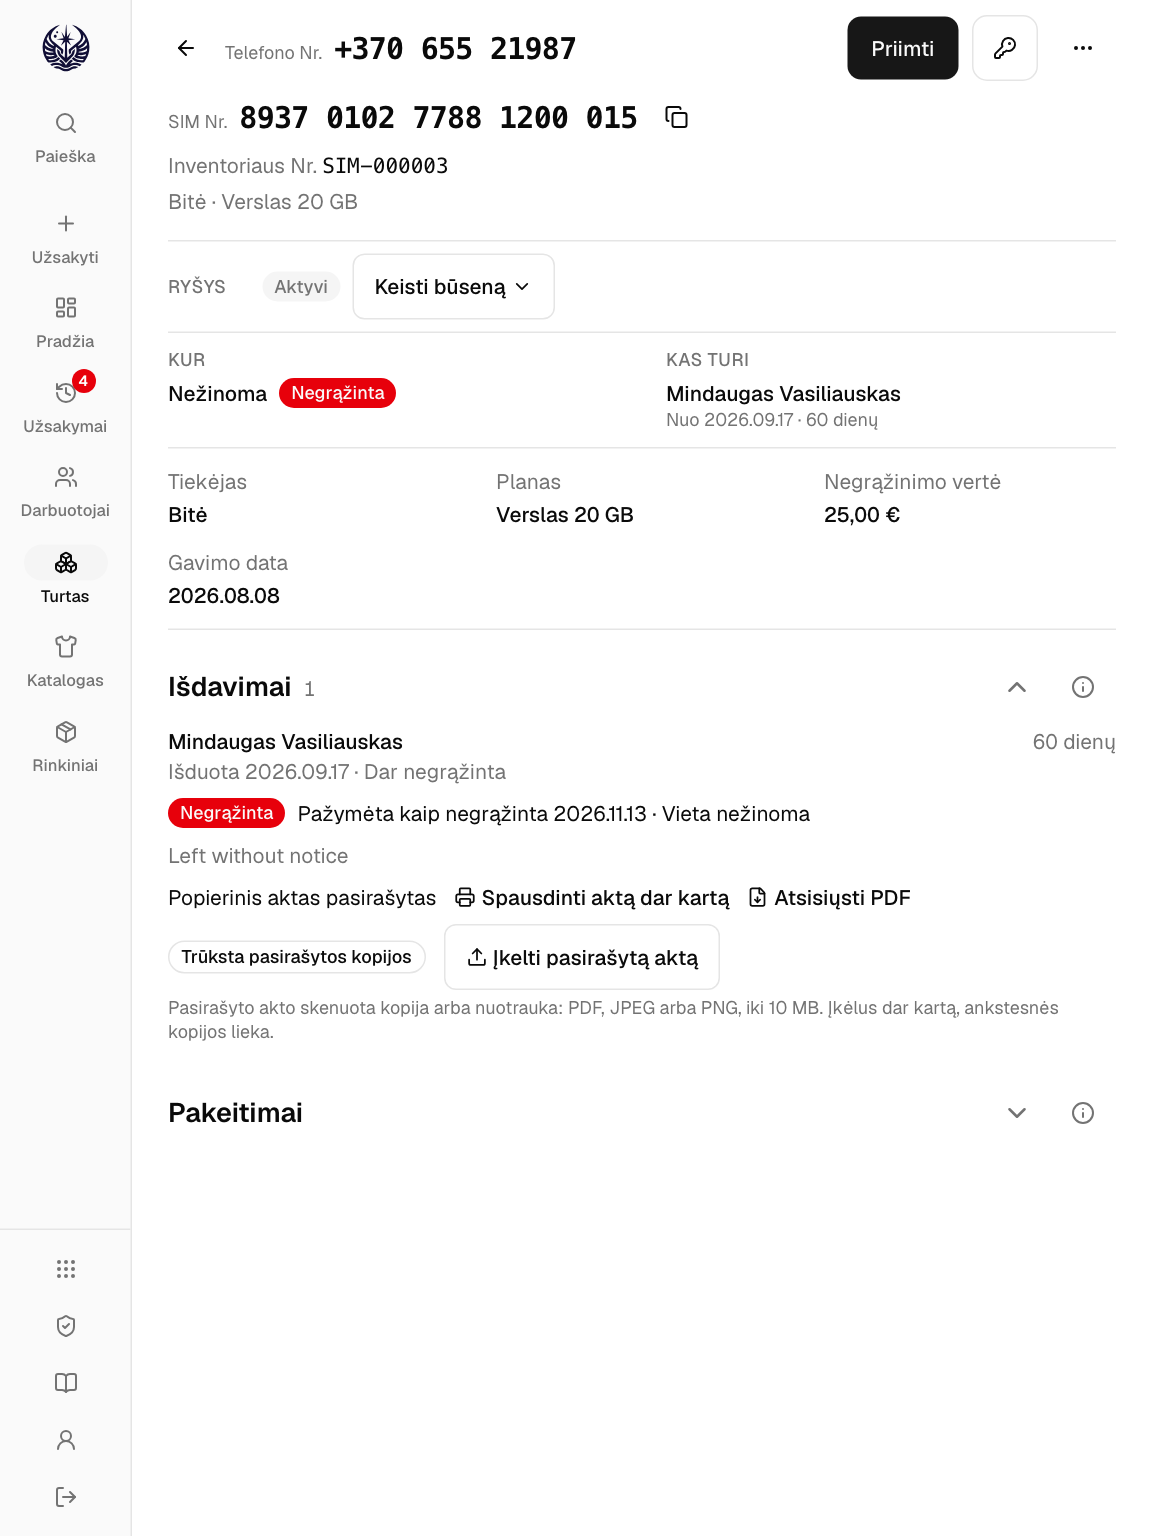 Telefono Nr. +370 655 21987
Priimti
SIM Nr. 8937 0102 7788 1200 015
Inventoriaus Nr. SIM-000003
Bitė · Verslas 20 GB
Paieška
Užsakyti
Pradžia
4
Užsakymai
Darbuotojai
Turtas
Katalogas
Rinkiniai
RYŠYS Aktyvi Keisti būseną
KUR
Nežinoma Negrąžinta
KAS TURI
Mindaugas Vasiliauskas
Nuo 2026.09.17 · 60 dienų
Tiekėjas
Bitė
Planas
Verslas 20 GB
Negrąžinimo vertė
25,00 €
Gavimo data
2026.08.08
Išdavimai 1
Mindaugas Vasiliauskas 60 dienų
Išduota 2026.09.17 · Dar negrąžinta
Negrąžinta Pažymėta kaip negrąžinta 2026.11.13 · Vieta nežinoma
Left without notice
Popierinis aktas pasirašytas Spausdinti aktą dar kartą Atsisiųsti PDF
Trūksta pasirašytos kopijos Įkelti pasirašytą aktą
Pasirašyto akto skenuota kopija arba nuotrauka: PDF, JPEG arba PNG, iki 10 MB. Įkėlus dar kartą, ankstesnės
kopijos lieka.
Pakeitimai